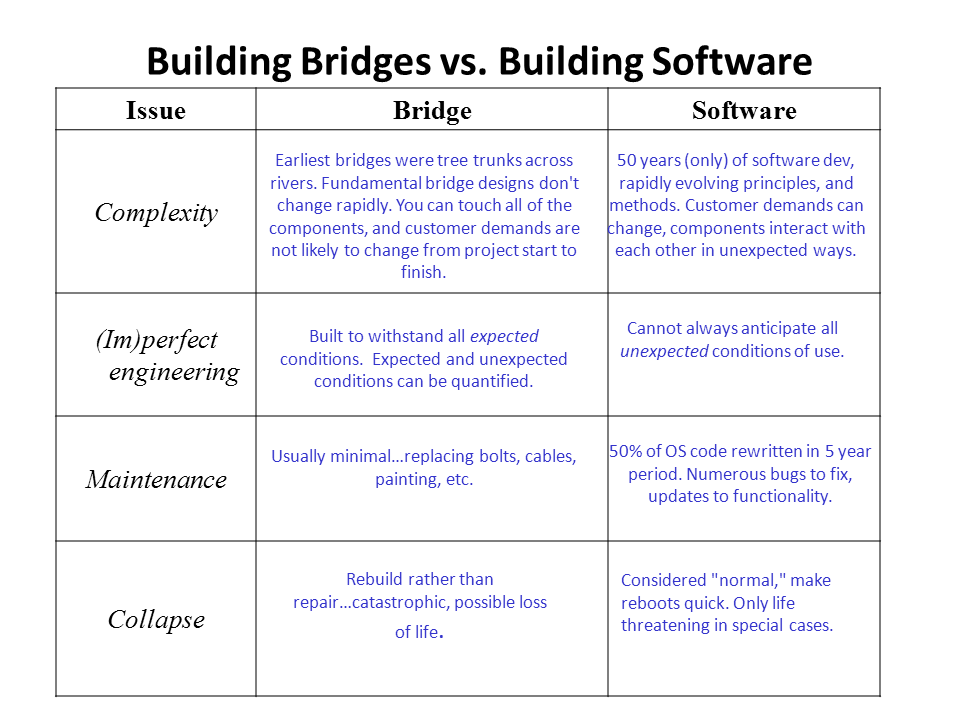 Building Bridges vs. Building Software
Issue
Bridge
Software
Complexity
Earliest bridges were tree trunks across
rivers. Fundamental bridge designs don't
change rapidly. You can touch all of the
components, and customer demands are
not likely to change from project start to
finish.
50 years (only) of software dev,
rapidly evolving principles, and
methods. Customer demands can
change, components interact with
each other in unexpected ways.
(Im)perfect
engineering
Built to withstand all expected
conditions.  Expected and unexpected
conditions can be quantified.
Cannot always anticipate all
unexpected conditions of use.
Maintenance
Usually minimal…replacing bolts, cables,
painting, etc.
50% of OS code rewritten in 5 year
period. Numerous bugs to fix,
updates to functionality.
Collapse
Rebuild rather than
repair…catastrophic, possible loss
of life.
Considered "normal," make
reboots quick. Only life
threatening in special cases.